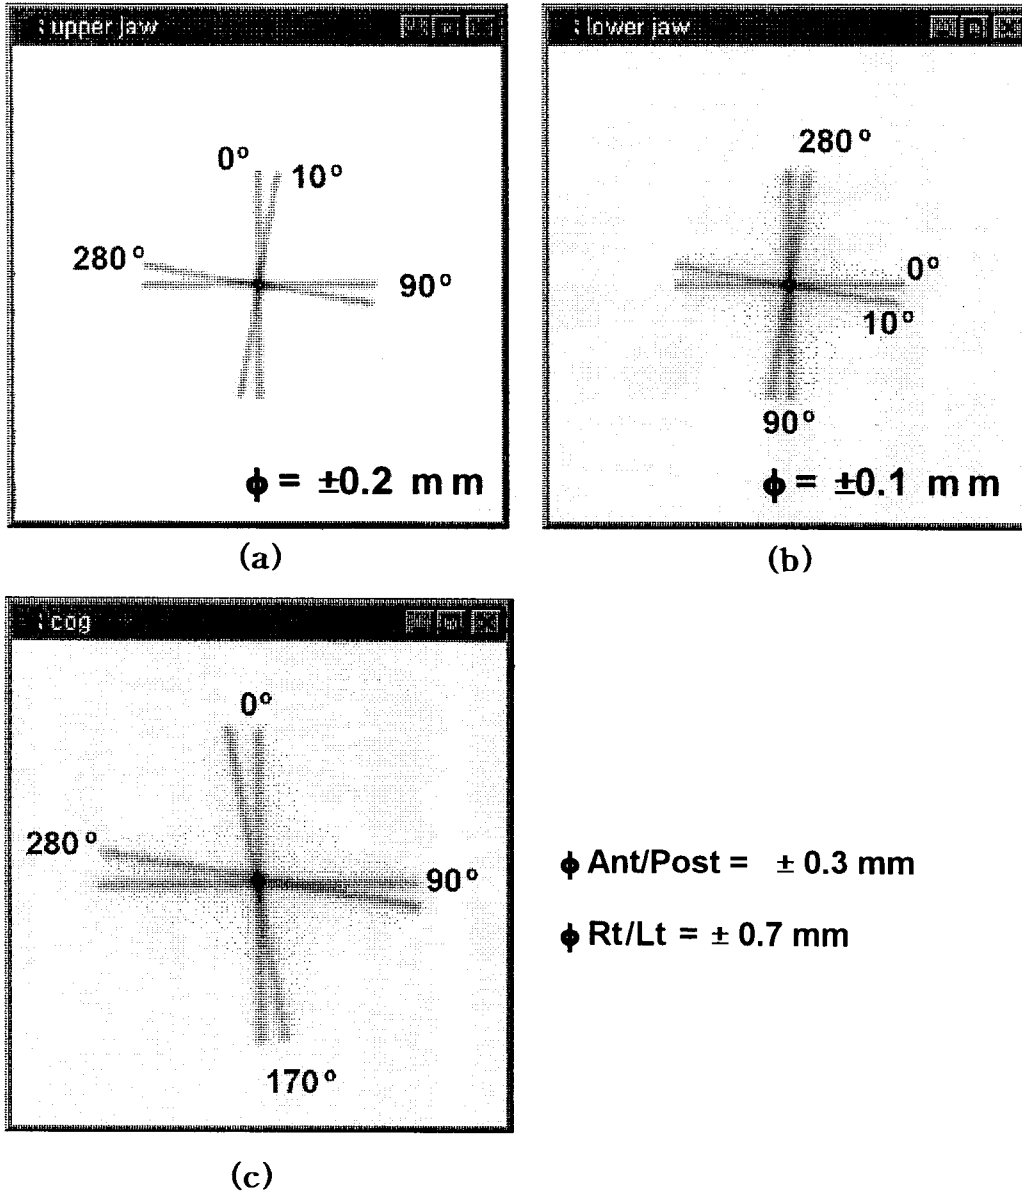 upper jaw
0°
10°
280°
90°
ϕ = ±0.2 mm
(a)
lower jaw
280°
0°
10°
90°
ϕ = ±0.1 mm
(b)
cog
0°
280°
90°
170°
(c)
ϕ Ant/Post = ± 0.3 mm
ϕ Rt/Lt = ± 0.7 mm